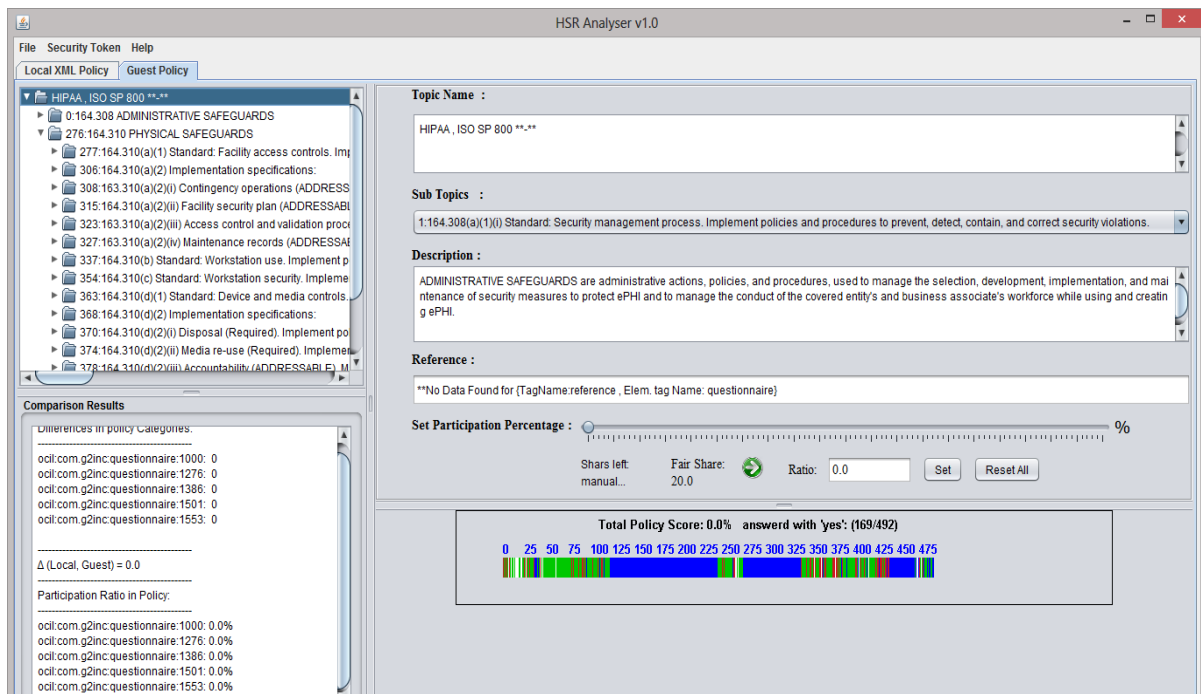 HSR Analyser v1.0
File Security Token Help
Local XML Policy Guest Policy
HIPAA , ISO SP 800 **-**
0:164.308 ADMINISTRATIVE SAFEGUARDS
276:164.310 PHYSICAL SAFEGUARDS
277:164.310(a)(1) Standard: Facility access controls. Imp
306:164.310(a)(2) Implementation specifications:
308:163.310(a)(2)(i) Contingency operations (ADDRESS
315:164.310(a)(2)(ii) Facility security plan (ADDRESSABL
323:163.310(a)(2)(iii) Access control and validation proce
327:163.310(a)(2)(iv) Maintenance records (ADDRESSAB
337:164.310(b) Standard: Workstation use. Implement p
354:164.310(c) Standard: Workstation security. Impleme
363:164.310(d)(1) Standard: Device and media controls.
368:164.310(d)(2) Implementation specifications:
370:164.310(d)(2)(i) Disposal (Required). Implement po
374:164.310(d)(2)(ii) Media re-use (Required). Implemen
378:164.310(d)(2)(iii) Accountability (ADDRESSABLE). M
Comparison Results
Differences in policy Categories:
----------------------------------------------
ocil:com.g2inc:questionnaire:1000: 0
ocil:com.g2inc:questionnaire:1276: 0
ocil:com.g2inc:questionnaire:1386: 0
ocil:com.g2inc:questionnaire:1501: 0
ocil:com.g2inc:questionnaire:1553: 0
----------------------------------------------
Δ (Local, Guest) = 0.0
----------------------------------------------
Participation Ratio in Policy:
----------------------------------------------
ocil:com.g2inc:questionnaire:1000: 0.0%
ocil:com.g2inc:questionnaire:1276: 0.0%
ocil:com.g2inc:questionnaire:1386: 0.0%
ocil:com.g2inc:questionnaire:1501: 0.0%
ocil:com.g2inc:questionnaire:1553: 0.0%
Topic Name :
HIPAA , ISO SP 800 **-**
Sub Topics :
1:164.308(a)(1)(i) Standard: Security management process. Implement policies and procedures to prevent, detect, contain, and correct security violations.
Description :
ADMINISTRATIVE SAFEGUARDS are administrative actions, policies, and procedures, used to manage the selection, development, implementation, and mai
ntenance of security measures to protect ePHI and to manage the conduct of the covered entity's and business associate's workforce while using and creatin
g ePHI.
Reference :
**No Data Found for {TagName:reference , Elem. tag Name: questionnaire}
Set Participation Percentage : %
Shars left: Fair Share: Ratio: 0.0 Set Reset All
manual... 20.0
Total Policy Score: 0.0% answerd with 'yes': (169/492)
0 25 50 75 100 125 150 175 200 225 250 275 300 325 350 375 400 425 450 475